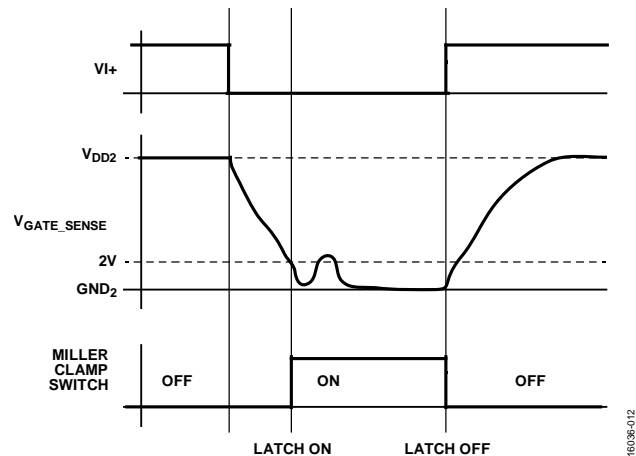 VI+
VDD2
VGATE_SENSE
2V
GND2
MILLER
CLAMP
SWITCH
OFF
ON
OFF
LATCH ON
LATCH OFF
16036-012